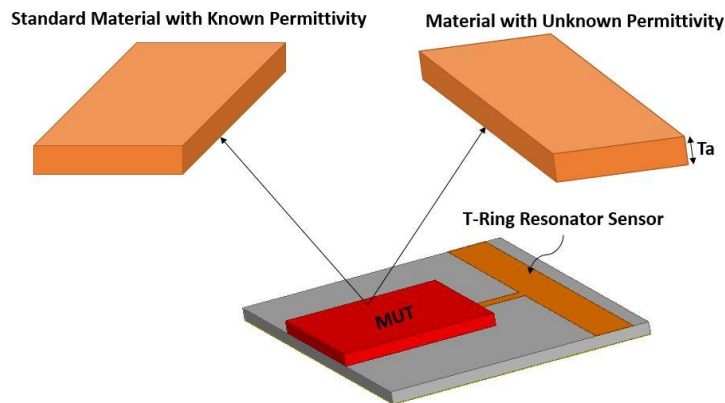 Standard Material with Known Permittivity
Material with Unknown Permittivity
Ta
T-Ring Resonator Sensor
MUT